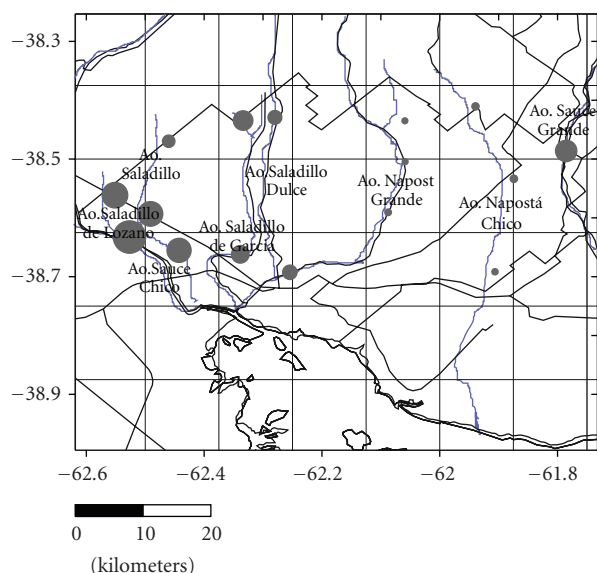 −38.3
−38.5
−38.7
−38.9
Ao. Sauce
Grande
Ao.
Saladillo
Ao.Saladillo
Dulce
Ao. Napost
Grande
Ao. Napostá
Chico
Ao.Saladillo
de Lozano
Ao. Saladillo
de García
Ao.Sauce
Chico
−62.6
−62.4
−62.2
−62
−61.8
0
10
20
(kilometers)